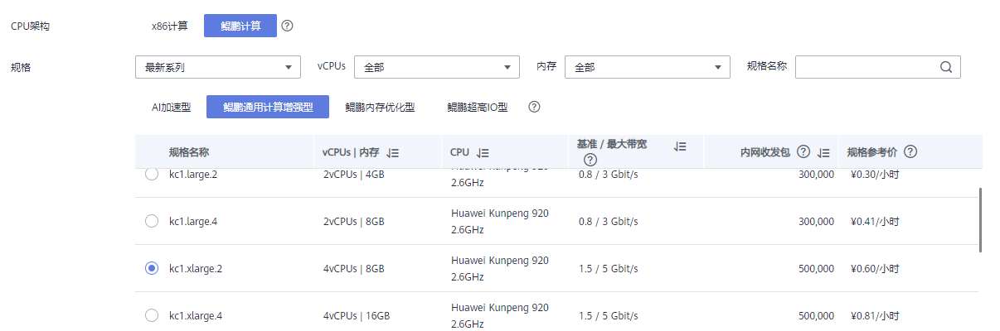 CPU架构 x86计算 鲲鹏计算 ?
规格 最新系列 vCPUs 全部 内存 全部 规格名称
AI加速型 鲲鹏通用计算增强型 鲲鹏内存优化型 鲲鹏超高IO型 ?
规格名称 vCPUs | 内存 CPU 基准 / 最大带宽 ? 内网收发包 ? 规格参考价 ?
kc1.large.2 2vCPUs | 4GB Huawei Kunpeng 920 2.6GHz 0.8 / 3 Gbit/s 300,000 ¥0.30/小时
kc1.large.4 2vCPUs | 8GB Huawei Kunpeng 920 2.6GHz 0.8 / 3 Gbit/s 300,000 ¥0.41/小时
kc1.xlarge.2 4vCPUs | 8GB Huawei Kunpeng 920 2.6GHz 1.5 / 5 Gbit/s 500,000 ¥0.60/小时
kc1.xlarge.4 4vCPUs | 16GB Huawei Kunpeng 920 2.6GHz 1.5 / 5 Gbit/s 500,000 ¥0.81/小时